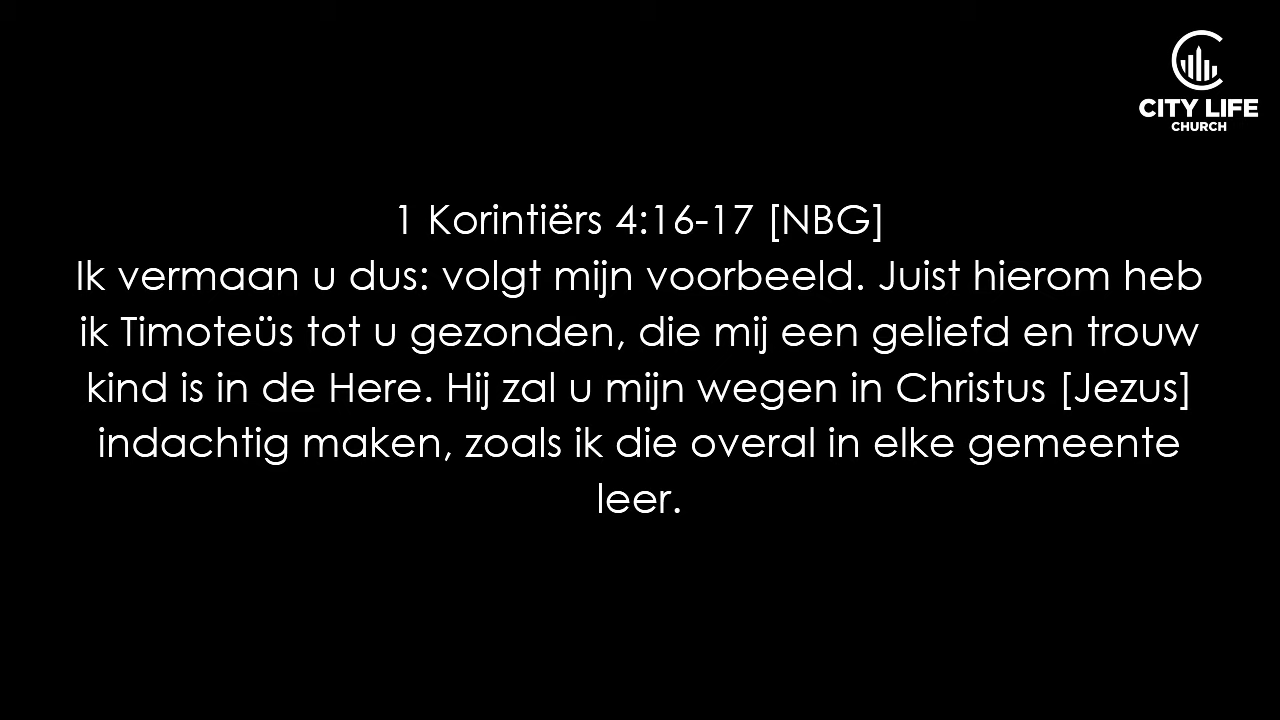 CITY LIFE
CHURCH
1 Korintiërs 4:16-17 [NBG]
Ik vermaan u dus: volgt mijn voorbeeld. Juist hierom heb
ik Timoteüs tot u gezonden, die mij een geliefd en trouw
kind is in de Here. Hij zal u mijn wegen in Christus [Jezus]
indachtig maken, zoals ik die overal in elke gemeente
leer.